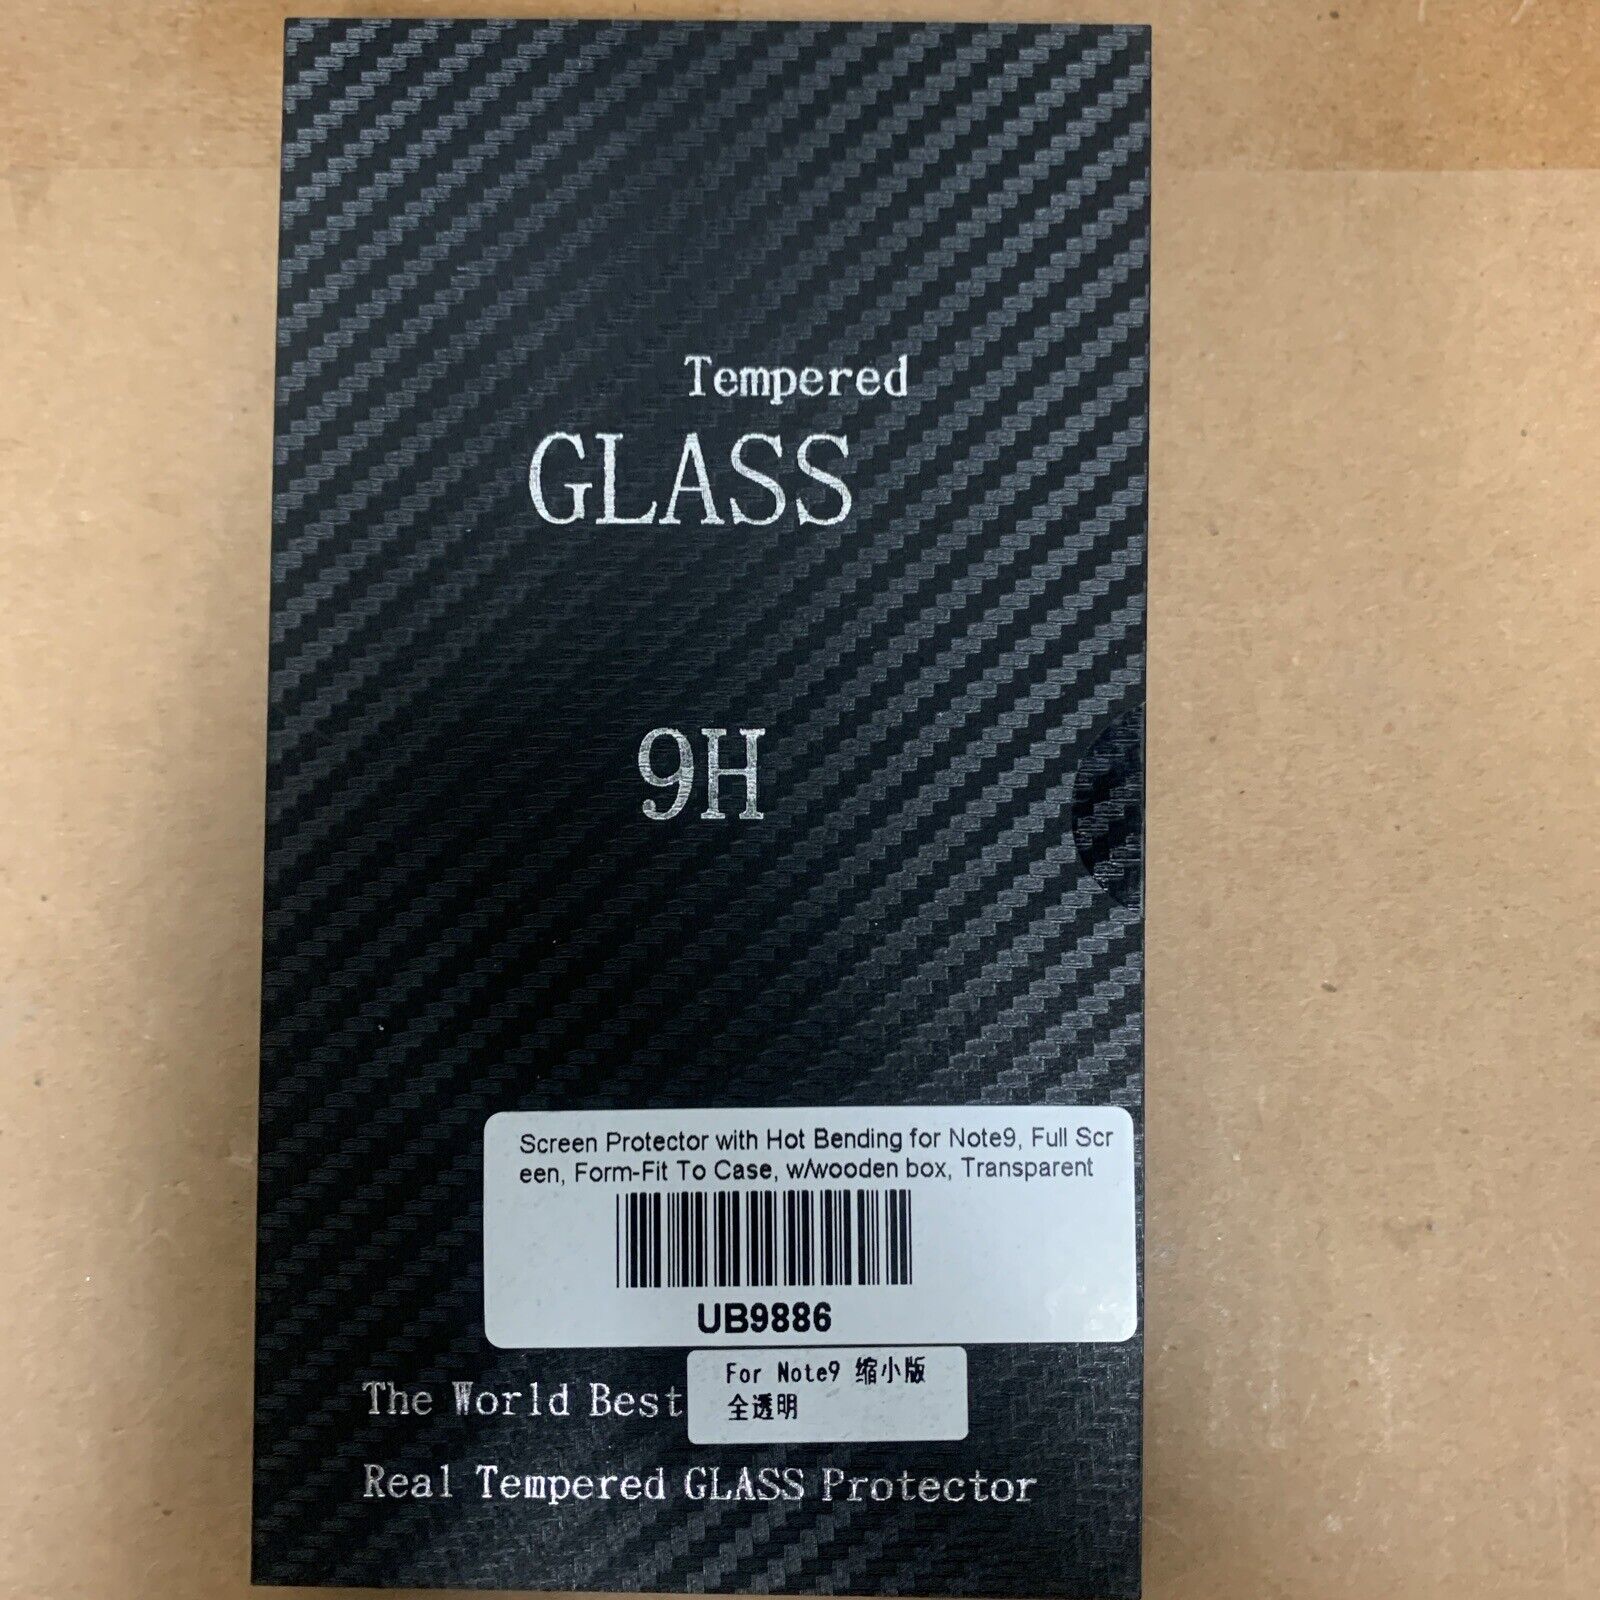 Tempered
GLASS
9H
Screen Protector with Hot Bending for Note9, Full Scr
een, Form-Fit To Case, w/wooden box, Transparent
UB9886
For Note9 缩小版
全透明
The World Best
Real Tempered GLASS Protector